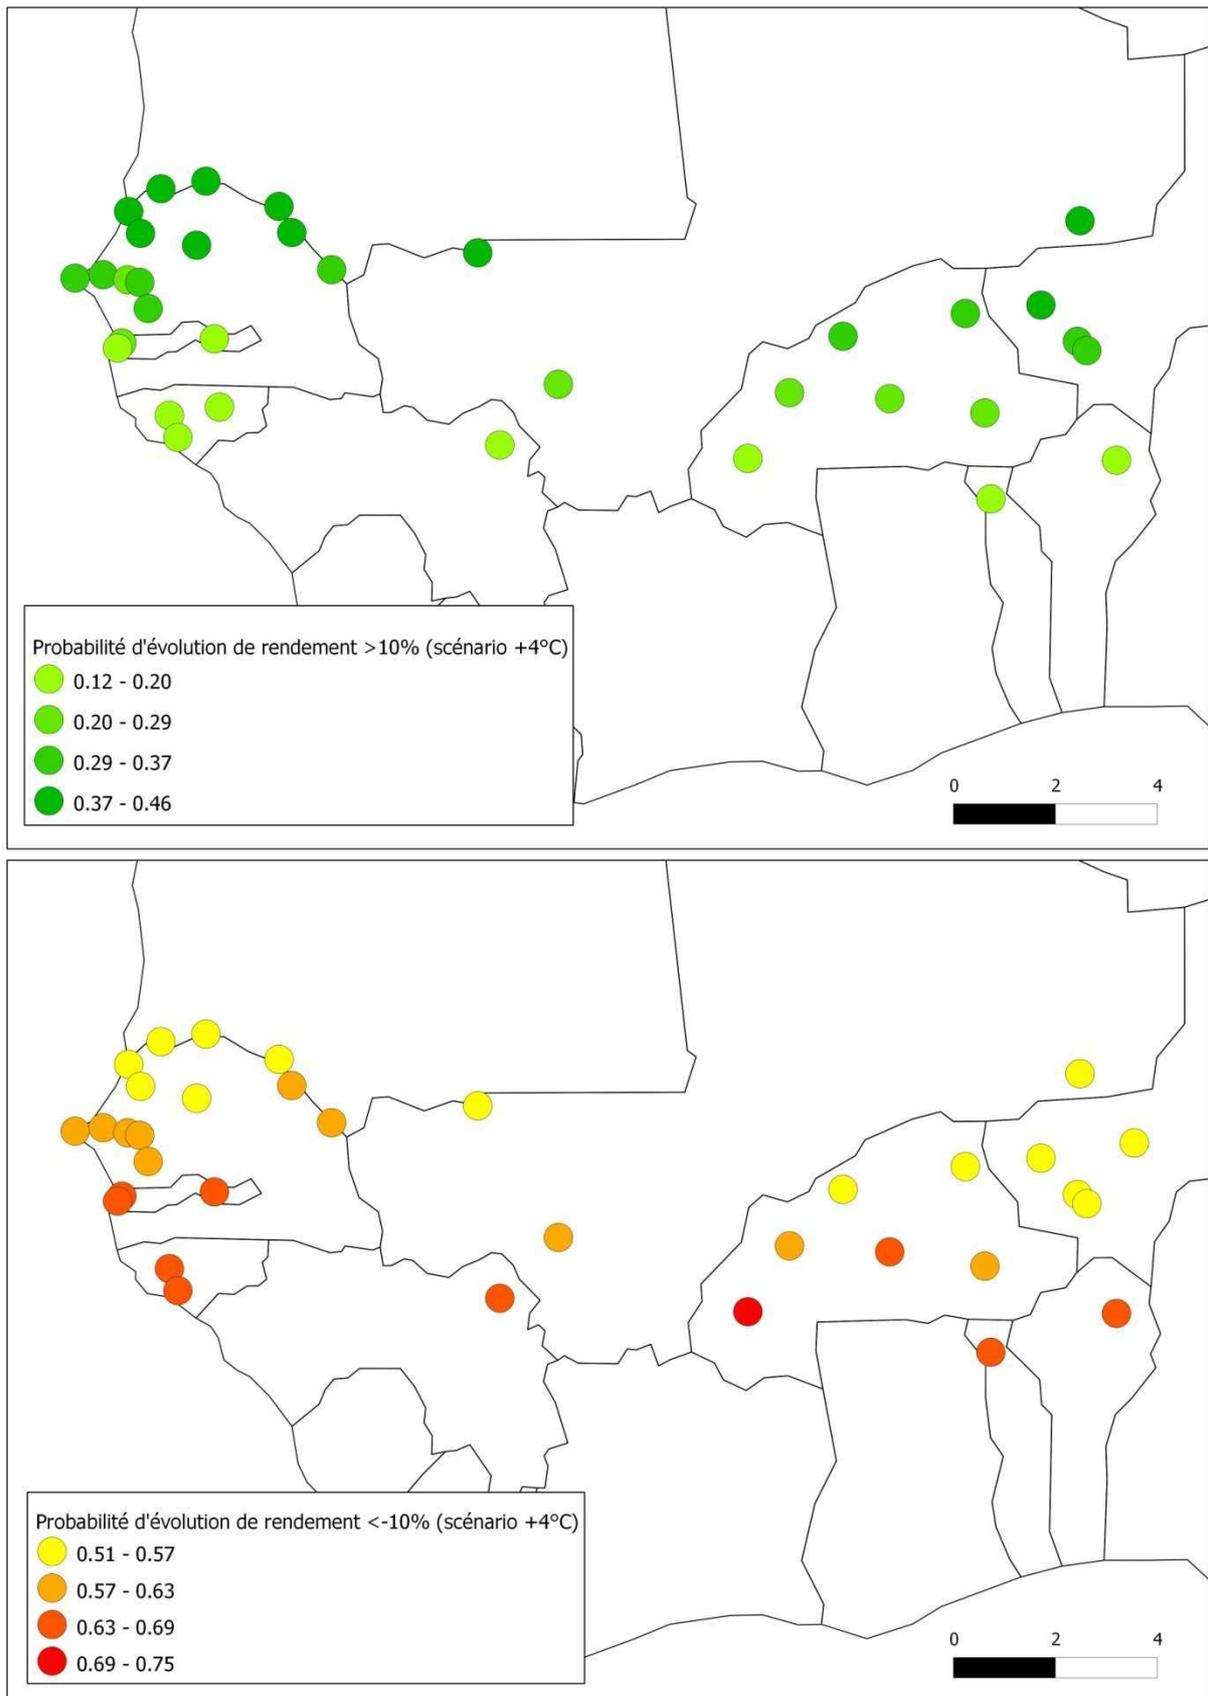 Probabilité d'évolution de rendement >10% (scénario +4°C)
0.12 - 0.20
0.20 - 0.29
0.29 - 0.37
0.37 - 0.46
0 2 4
Probabilité d'évolution de rendement <-10% (scénario +4°C)
0.51 - 0.57
0.57 - 0.63
0.63 - 0.69
0.69 - 0.75
0 2 4